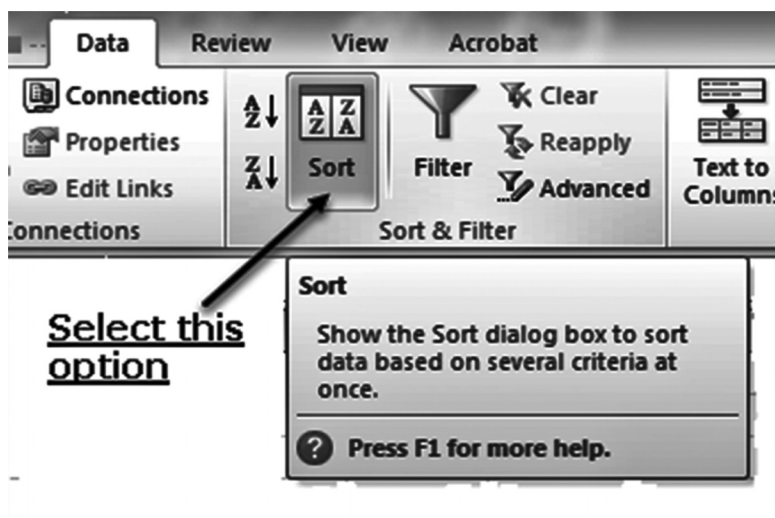 Data Review View Acrobat
Connections
Properties
Edit Links
Connections
A
Z
Z
A
A Z
Z A
Sort
Filter
Clear
Reapply
Advanced
Sort & Filter
Text to
Columns
Select this
option
Sort
Show the Sort dialog box to sort
data based on several criteria at
once.
? Press F1 for more help.